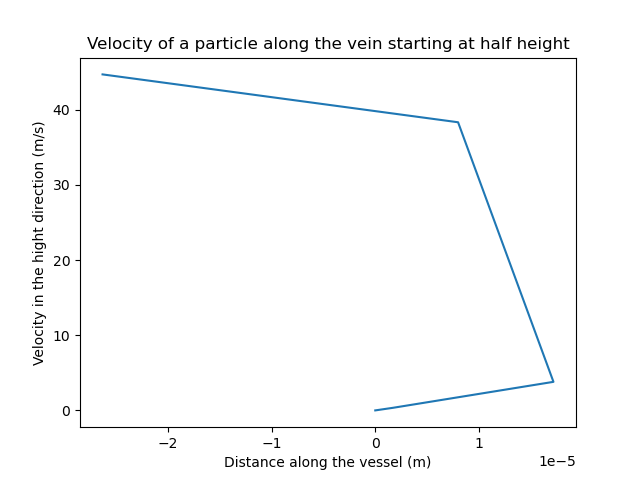 Velocity of a particle along the vein starting at half height
Velocity in the hight direction (m/s)
40
30
20
10
0
−2
−1
0
1
1e−5
Distance along the vessel (m)